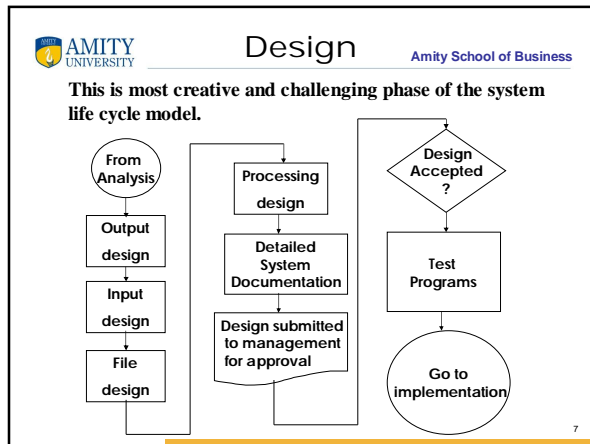 AMITY
UNIVERSITY
Design
Amity School of Business
This is most creative and challenging phase of the system
life cycle model.
From
Analysis
Output
design
Input
design
File
design
Processing
design
Detailed
System
Documentation
Design submitted
to management
for approval
Design
Accepted
?
Test
Programs
Go to
implementation
7